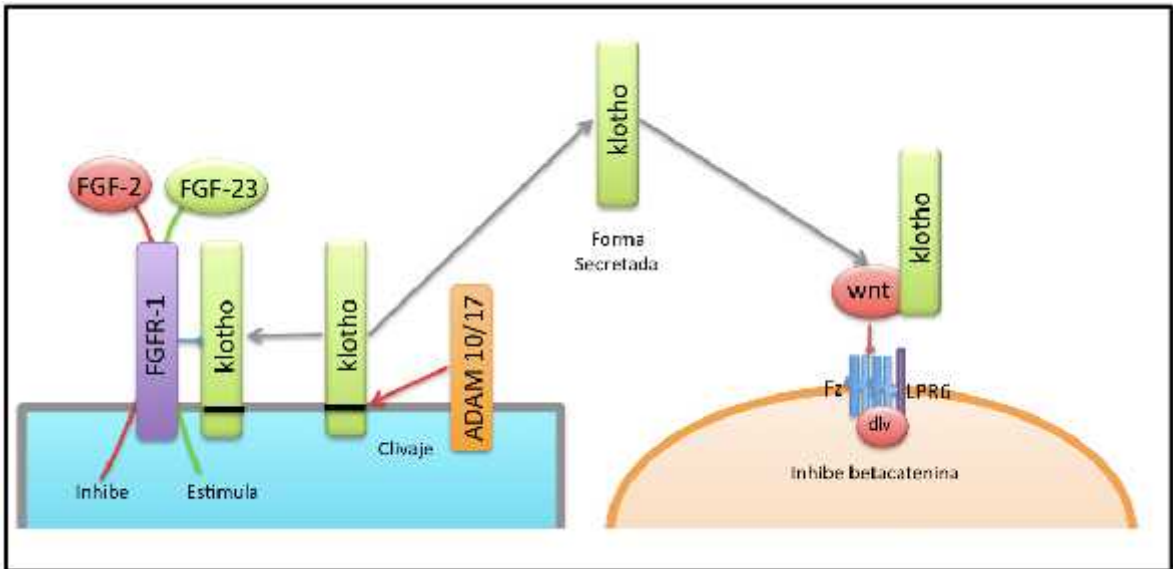 FGF-2
FGF-23
FGFR-1
klotho
klotho
ADAM 10/17
Clivaje
Inhibe
Estimula
klotho
Forma
Secretada
klotho
wnt
Fz
LPRG
dlv
Inhibe betacatenina